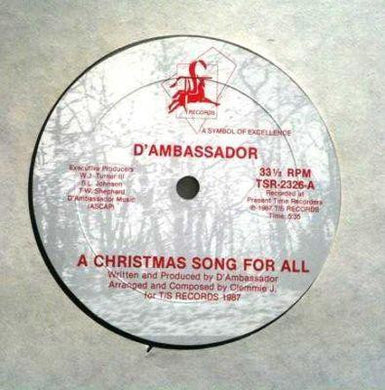 RECORDS
A SYMBOL OF EXCELLENCE
D'AMBASSADOR
Executive Producers
W.J. Turner III
B.L. Johnson
T.W. Shepherd
D'Ambassador Music
(ASCAP)
33⅓ RPM
TSR-2326-A
Recorded at
Present Time Recorders
℗ 1987 T/S RECORDS
Time: 5:35
A CHRISTMAS SONG FOR ALL
Written and Produced by D'Ambassador
Arranged and Composed by Clemmie J.
for T/S RECORDS 1987